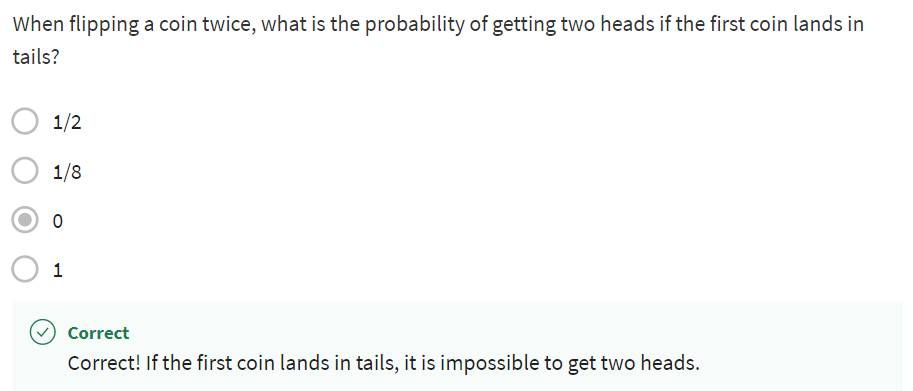 When flipping a coin twice, what is the probability of getting two heads if the first coin lands in
tails?
1/2
1/8
0
1
Correct
Correct! If the first coin lands in tails, it is impossible to get two heads.